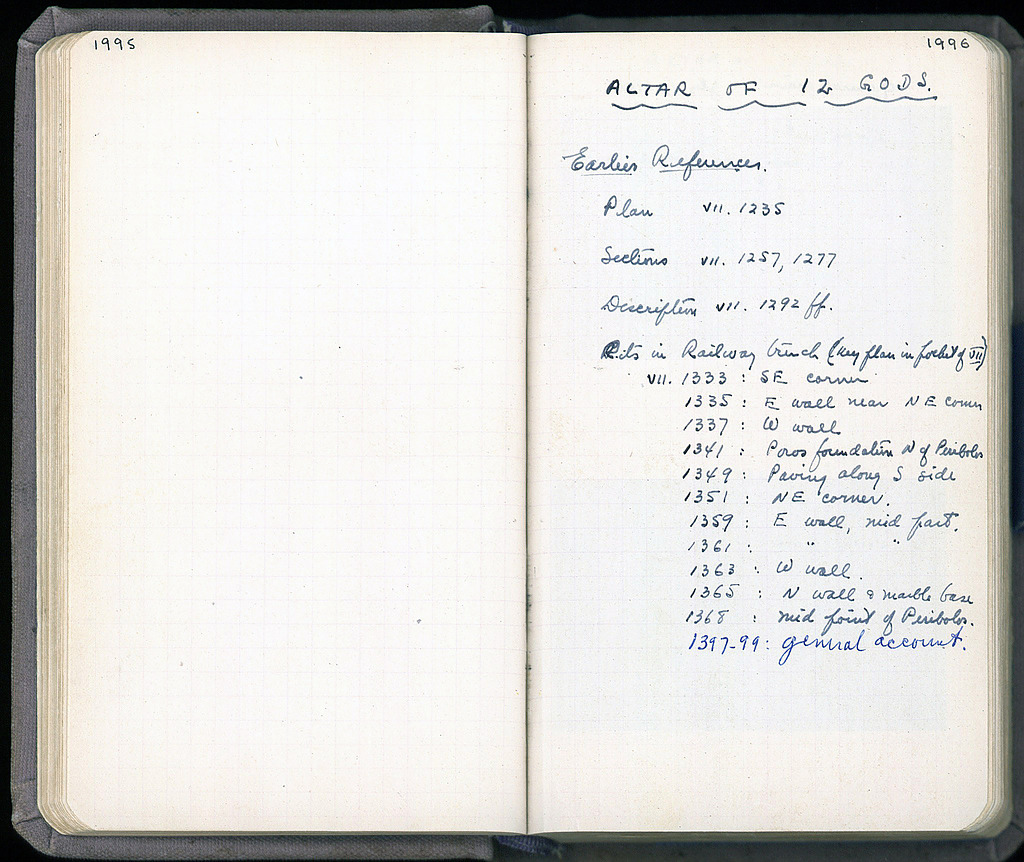 1995
1996
ALTAR OF 12 GODS.
Earlier References.
Plan VII. 1235
Sections VII. 1257, 1277
Description VII. 1292 ff.
Pits in Railway trench (key plan in pocket of VII)
VII. 1333 : SE corner
1335 : E wall near NE corner
1337 : W wall
1341 : Poros foundation N of Peribolos
1349 : Paving along S side
1351 : NE corner.
1359 : E wall, mid part.
1361 : " "
1363 : W wall.
1365 : N wall & marble base
1368 : mid point of Peribolos.
1397-99 : general account.